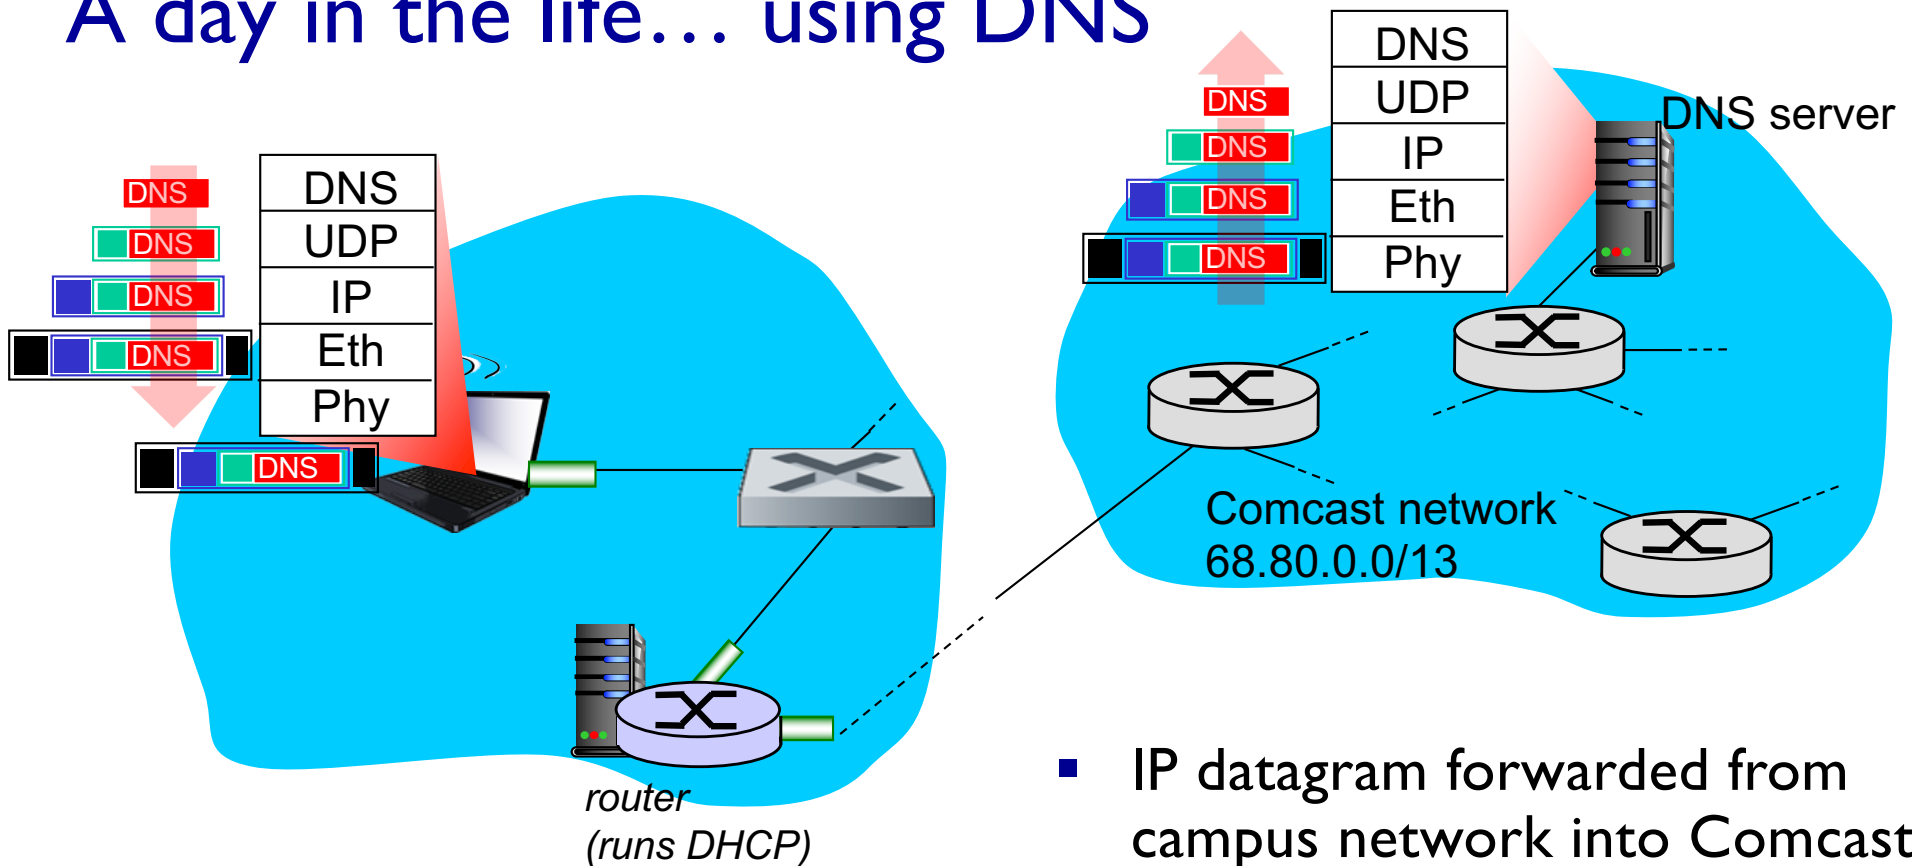 A day in the life… using DNS
DNS
UDP
IP
Eth
Phy
DNS
DNS
DNS
DNS
DNS
DNS
UDP
IP
Eth
Phy
DNS
DNS
DNS
DNS
DNS server
Comcast network
68.80.0.0/13
router
(runs DHCP)
▪ IP datagram forwarded from
campus network into Comcast